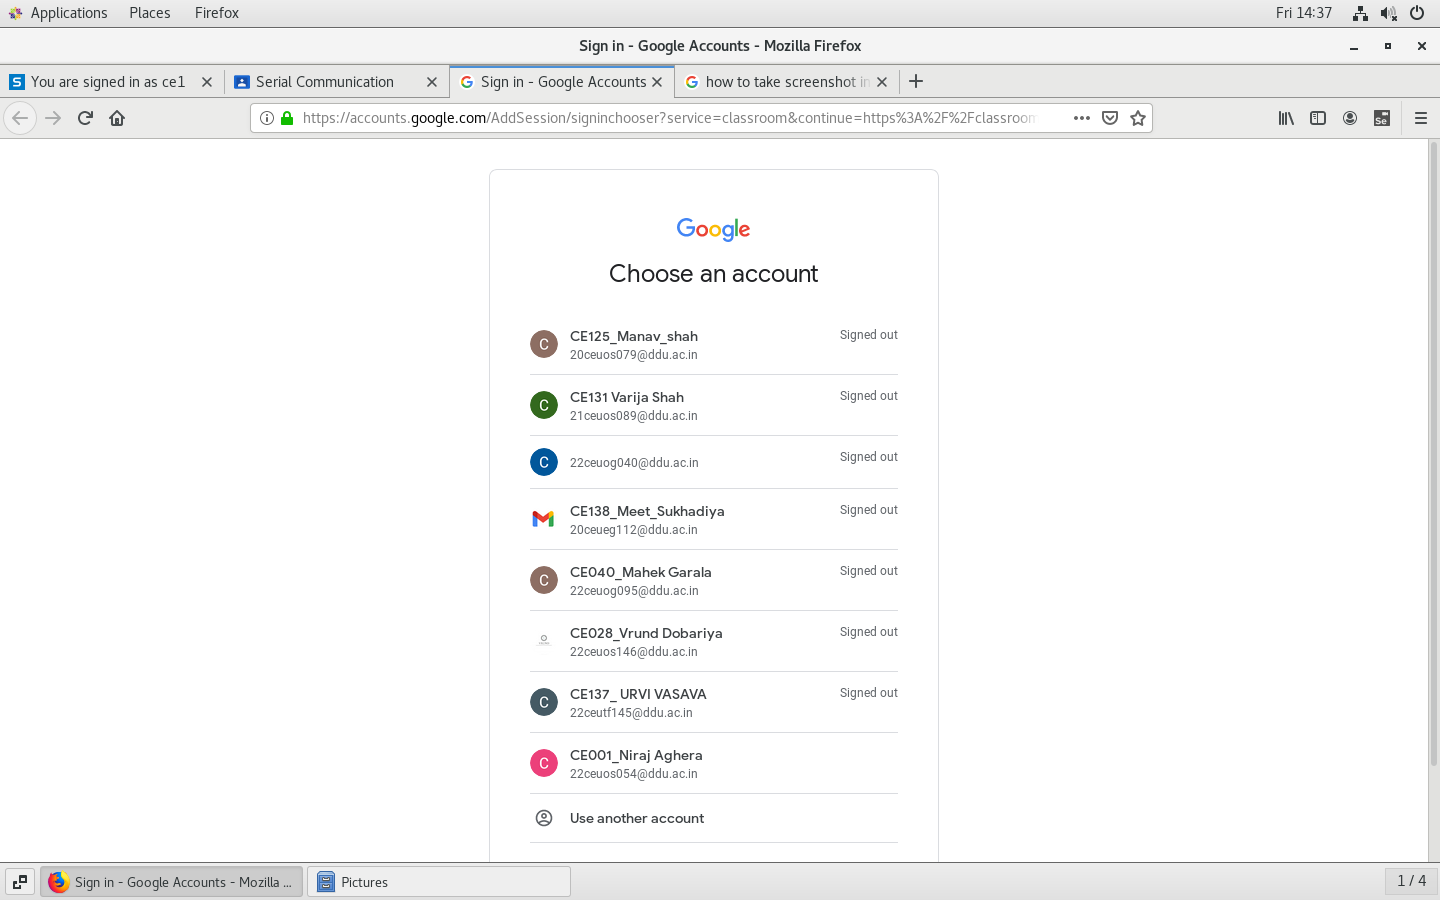 Applications Places Firefox Fri 14:37
Sign in - Google Accounts - Mozilla Firefox
You are signed in as ce1 Serial Communication Sign in - Google Accounts how to take screenshot in
https://accounts.google.com/AddSession/signinchooser?service=classroom&continue=https%3A%2F%2Fclassroom
Se
Google
Choose an account
C CE125_Manav_shah Signed out
20ceuos079@ddu.ac.in
C CE131 Varija Shah Signed out
21ceuos089@ddu.ac.in
C 22ceuog040@ddu.ac.in Signed out
CE138_Meet_Sukhadiya Signed out
20ceueg112@ddu.ac.in
C CE040_Mahek Garala Signed out
22ceuog095@ddu.ac.in
CE028_Vrund Dobariya Signed out
22ceuos146@ddu.ac.in
C CE137_ URVI VASAVA Signed out
22ceutf145@ddu.ac.in
C CE001_Niraj Aghera
22ceuos054@ddu.ac.in
Use another account
Sign in - Google Accounts - Mozilla ... Pictures 1 / 4